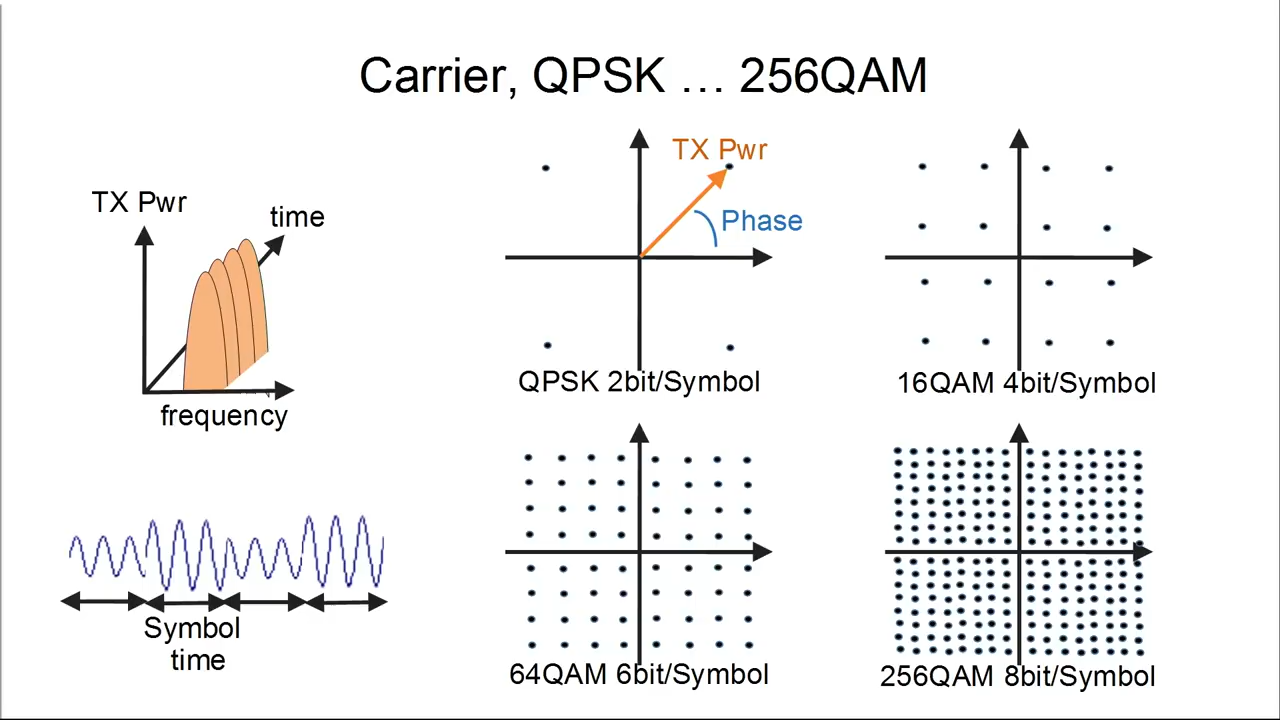 Carrier, QPSK … 256QAM
TX Pwr
time
frequency
Symbol
time
TX Pwr
Phase
QPSK 2bit/Symbol
16QAM 4bit/Symbol
64QAM 6bit/Symbol
256QAM 8bit/Symbol